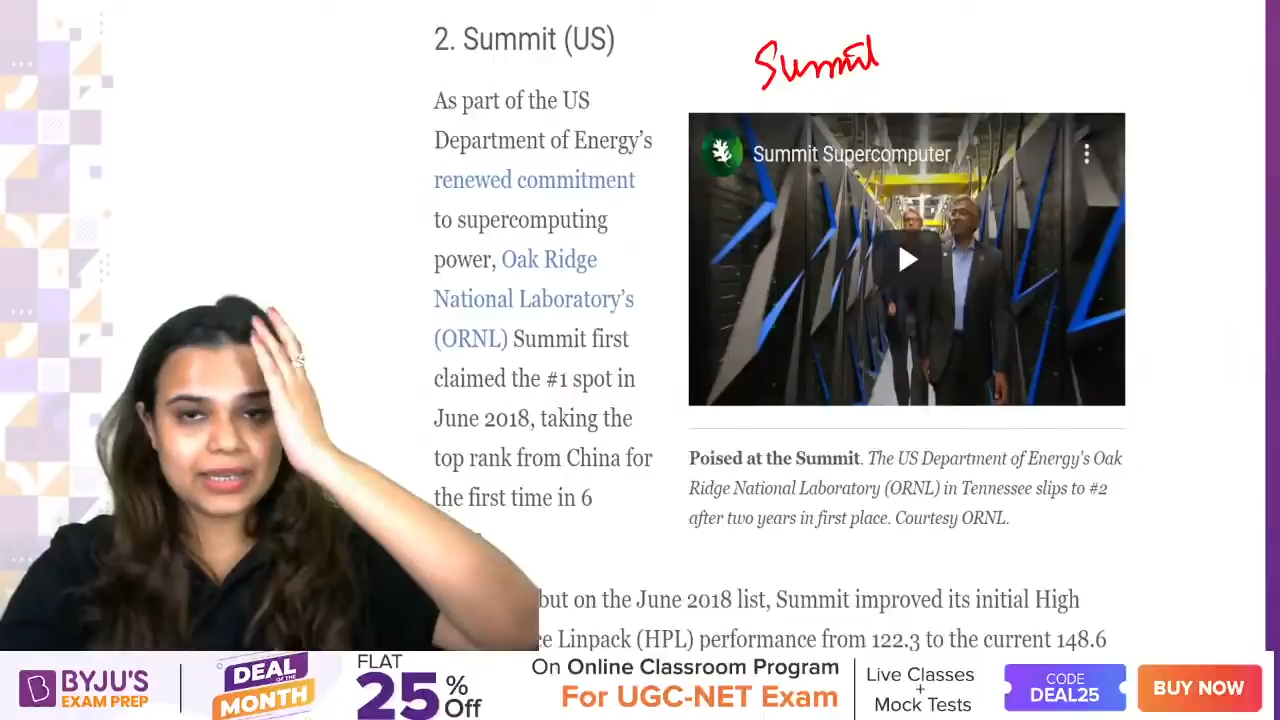 2. Summit (US)
Summit
As part of the US
Department of Energy's
renewed commitment
to supercomputing
power, Oak Ridge
National Laboratory's
(ORNL) Summit first
claimed the #1 spot in
June 2018, taking the
top rank from China for
the first time in 6
Summit Supercomputer
Poised at the Summit. The US Department of Energy's Oak
Ridge National Laboratory (ORNL) in Tennessee slips to #2
after two years in first place. Courtesy ORNL.
but on the June 2018 list, Summit improved its initial High
ce Linpack (HPL) performance from 122.3 to the current 148.6
BYJU'S
EXAM PREP
DEAL
OF THE
MONTH
FLAT
25% Off
On Online Classroom Program
For UGC-NET Exam
Live Classes
+
Mock Tests
CODE
DEAL25
BUY NOW